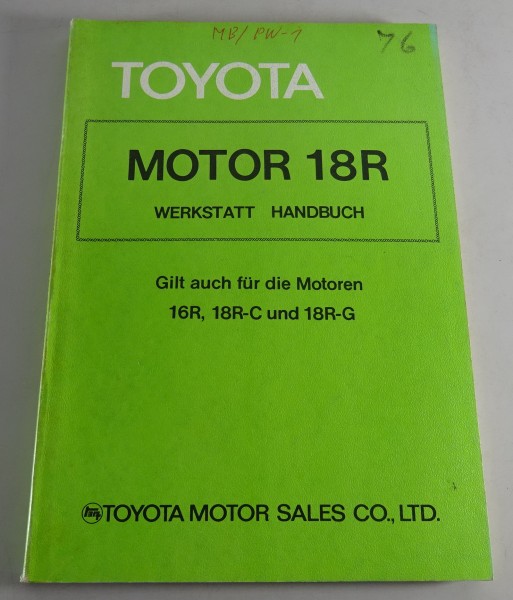 MB/PW-1
76
TOYOTA
MOTOR 18R
WERKSTATT HANDBUCH
Gilt auch für die Motoren
16R, 18R-C und 18R-G
TOYOTA MOTOR SALES CO., LTD.